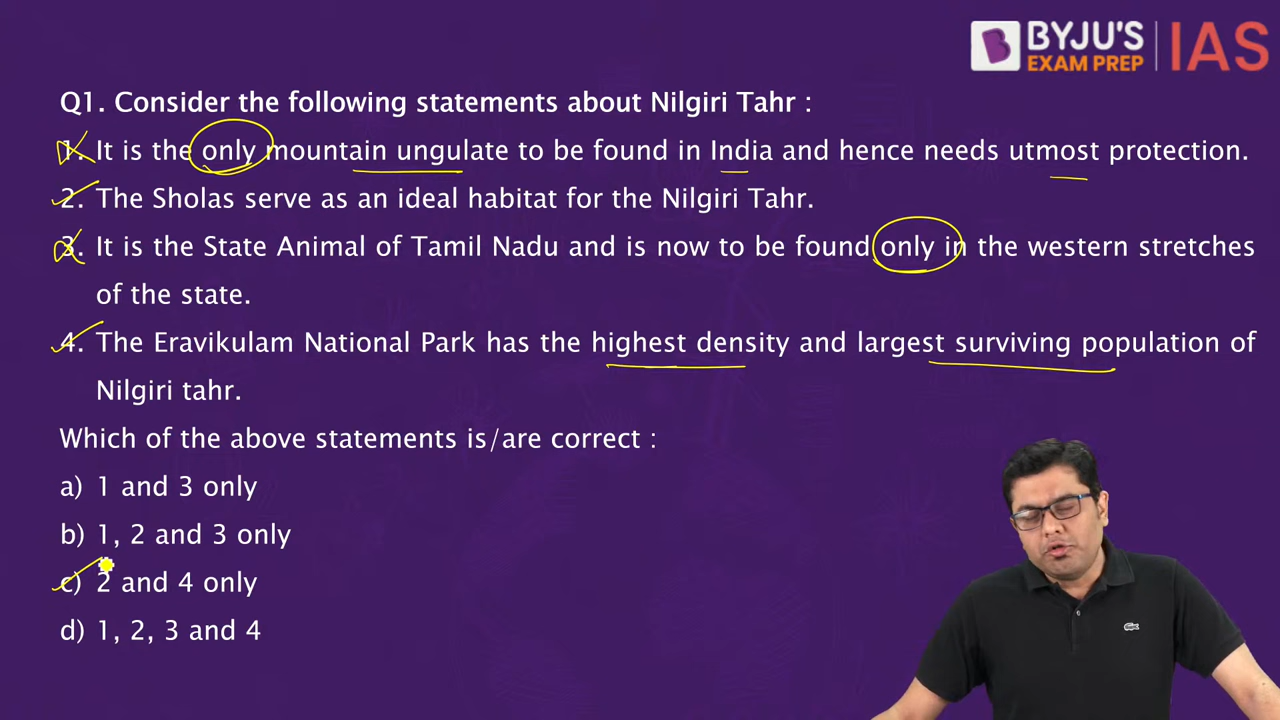 BYJU'S
EXAM PREP
IAS
Q1. Consider the following statements about Nilgiri Tahr :
1. It is the only mountain ungulate to be found in India and hence needs utmost protection.
2. The Sholas serve as an ideal habitat for the Nilgiri Tahr.
3. It is the State Animal of Tamil Nadu and is now to be found only in the western stretches
of the state.
4. The Eravikulam National Park has the highest density and largest surviving population of
Nilgiri tahr.
Which of the above statements is/are correct :
a) 1 and 3 only
b) 1, 2 and 3 only
c) 2 and 4 only
d) 1, 2, 3 and 4